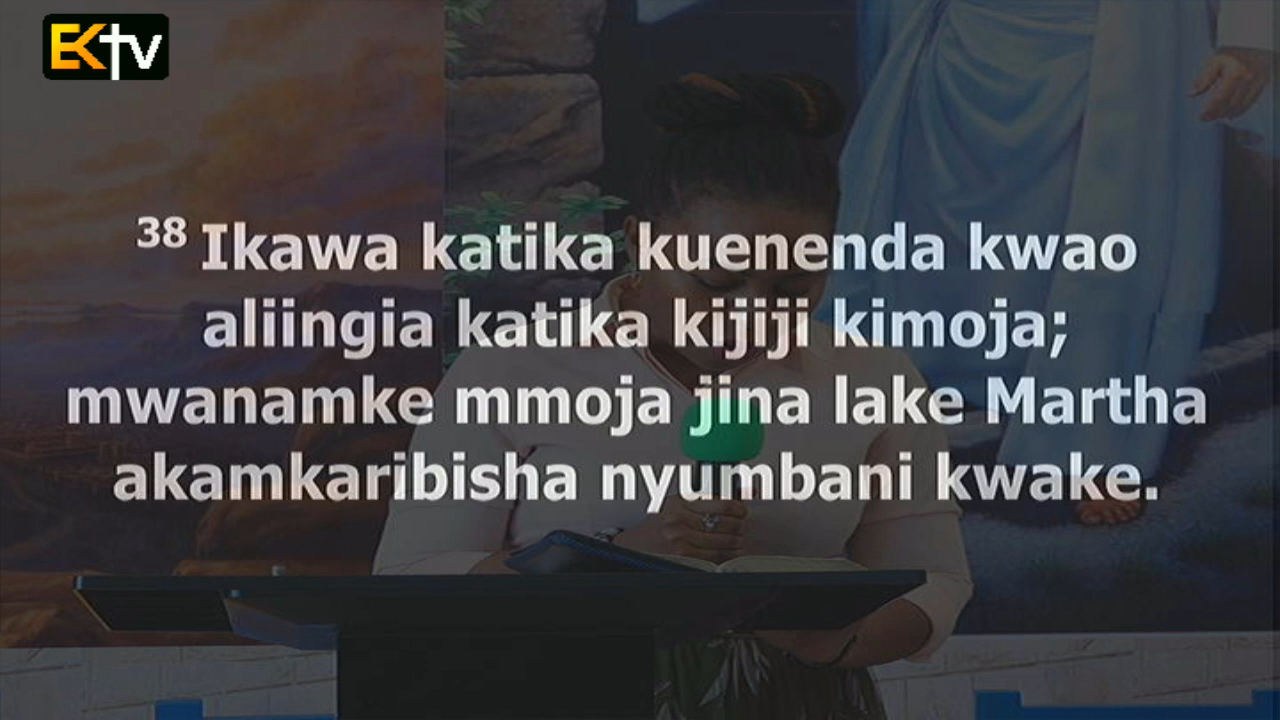 EKtv
38 Ikawa katika kuenenda kwao
aliingia katika kijiji kimoja;
mwanamke mmoja jina lake Martha
akamkaribisha nyumbani kwake.